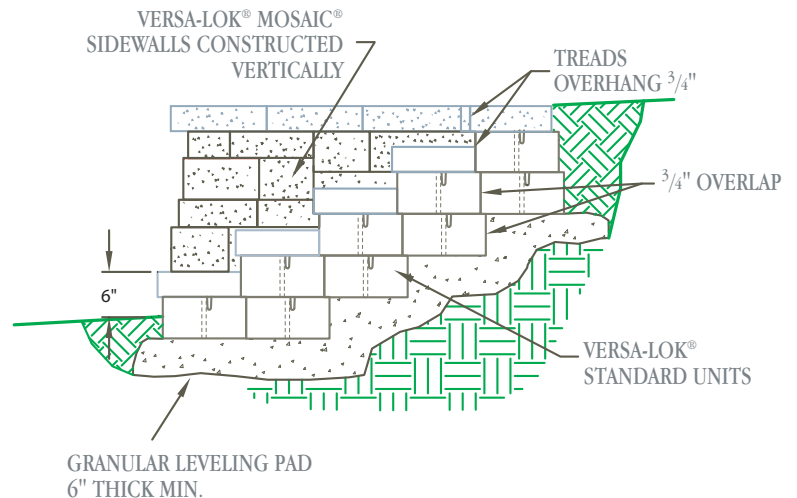 VERSA-LOK® MOSAIC®
SIDEWALLS CONSTRUCTED
VERTICALLY
TREADS
OVERHANG 3/4"
3/4" OVERLAP
6"
VERSA-LOK®
STANDARD UNITS
GRANULAR LEVELING PAD
6" THICK MIN.